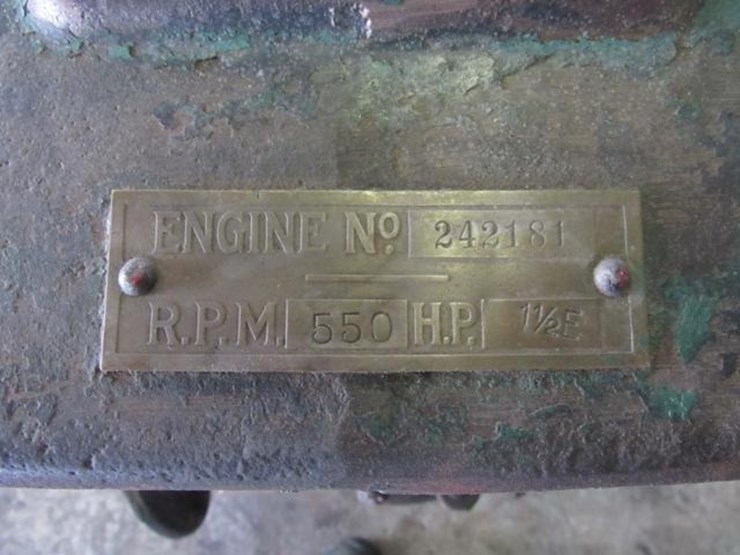 ENGINE No. 242181
R.P.M. 550 H.P. 1½E